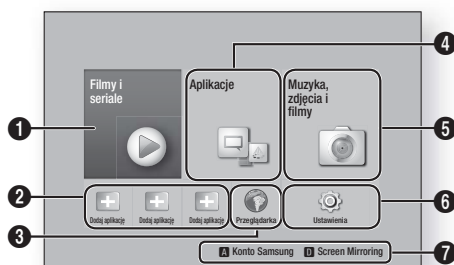 Filmy i
seriale
Aplikacje
Muzyka,
zdjęcia i
filmy
Dodaj aplikację
Dodaj aplikację
Dodaj aplikację
Przeglądarka
Ustawienia
A Konto Samsung D Screen Mirroring
1
2
3
4
5
6
7